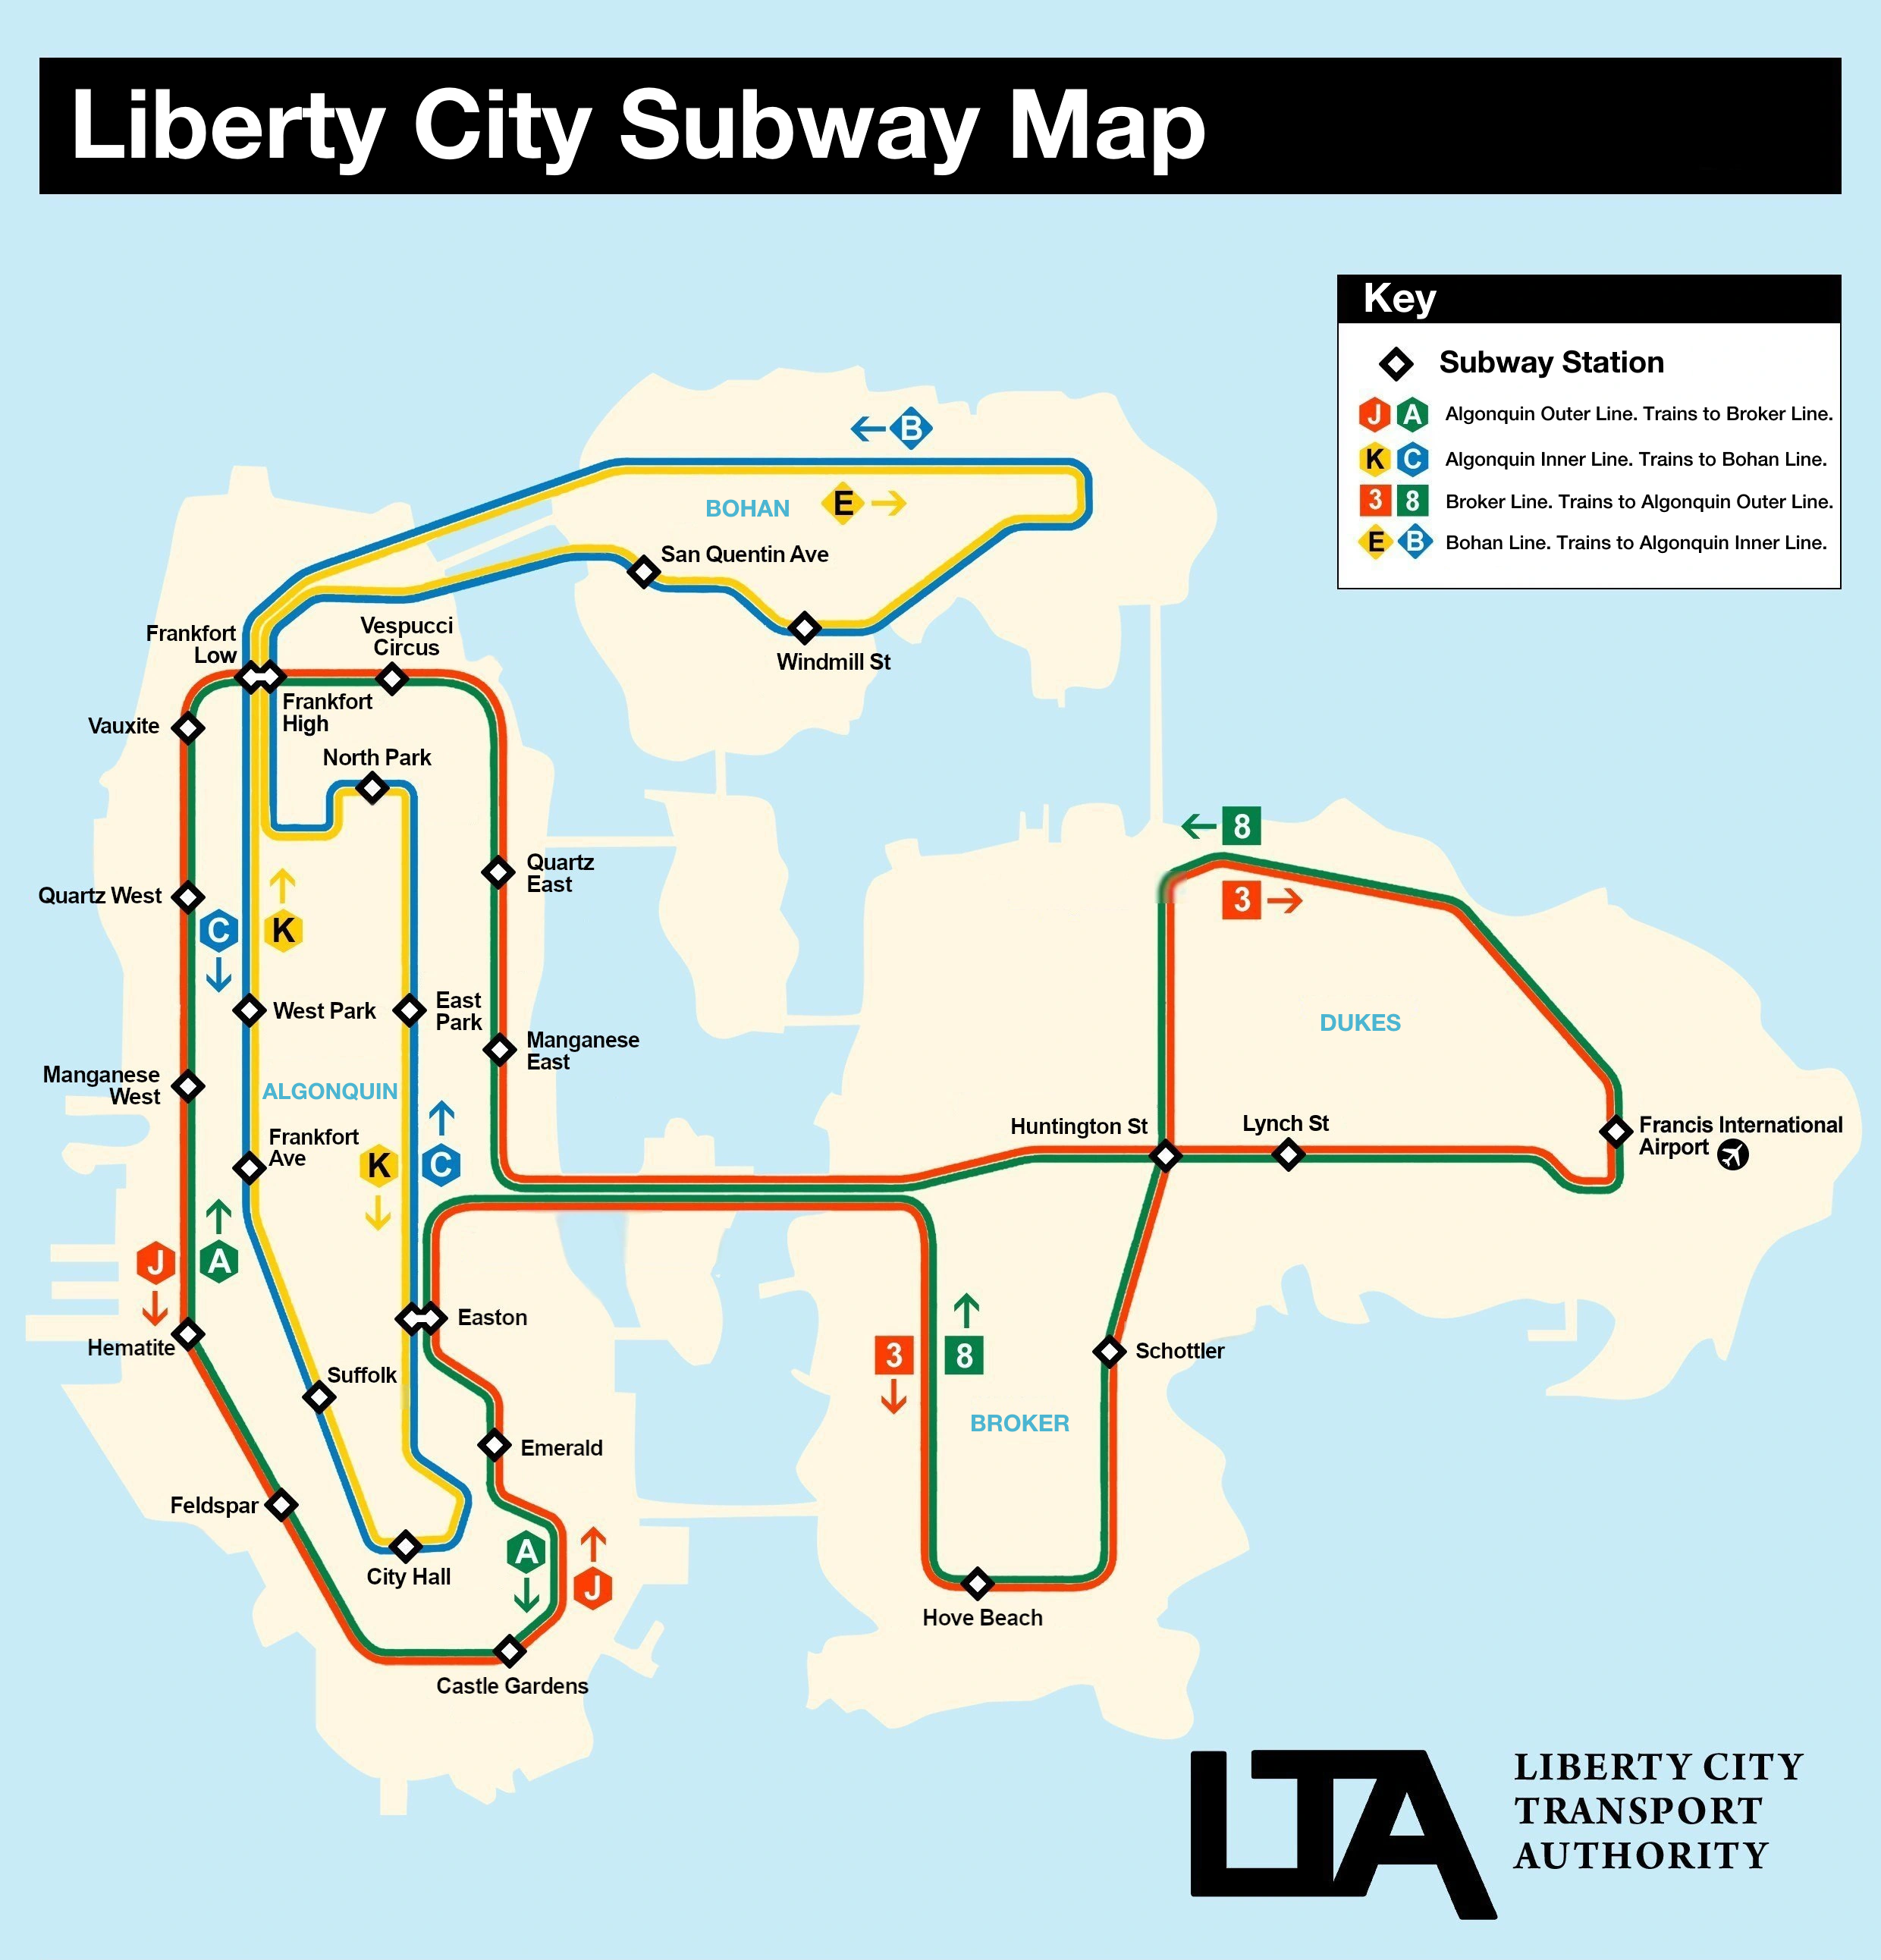 Liberty City Subway Map
Key
Subway Station
J A Algonquin Outer Line. Trains to Broker Line.
K C Algonquin Inner Line. Trains to Bohan Line.
3 8 Broker Line. Trains to Algonquin Outer Line.
E B Bohan Line. Trains to Algonquin Inner Line.
B
BOHAN
E
San Quentin Ave
Windmill St
Frankfort
Low
Vespucci
Circus
Frankfort
High
Vauxite
North Park
8
3
Quartz
East
Quartz West
C
K
West Park
East
Park
DUKES
Manganese
East
Manganese
West
ALGONQUIN
Huntington St
Lynch St
Francis International
Airport
Frankfort
Ave
K
C
J
A
Easton
Hematite
3
8
Schottler
Suffolk
BROKER
Emerald
Feldspar
City Hall
A
J
Hove Beach
Castle Gardens
LTA
LIBERTY CITY
TRANSPORT
AUTHORITY